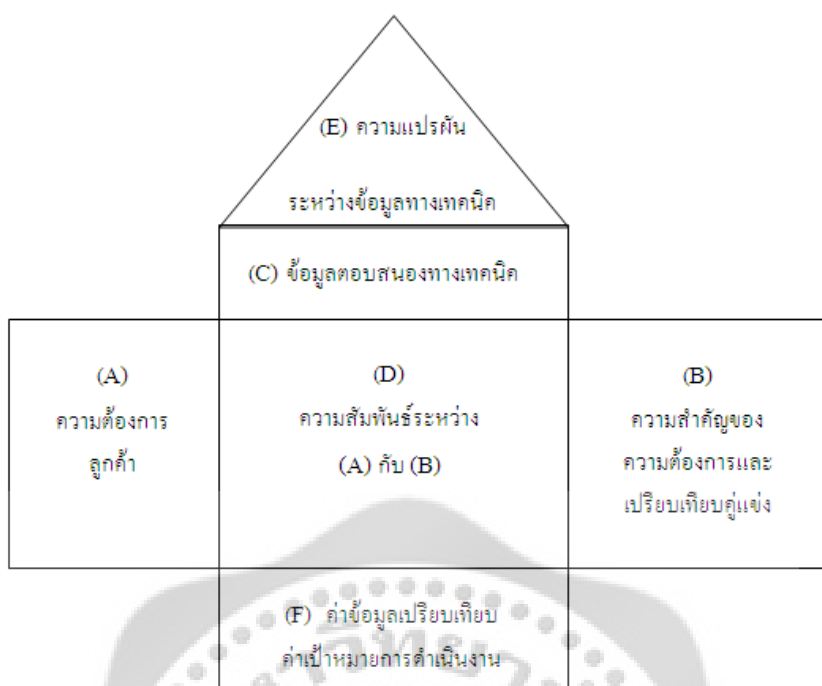 (E) ความแปรผัน
ระหว่างข้อมูลทางเทคนิค
(C) ข้อมูลตอบสนองทางเทคนิค
(A)
ความต้องการ
ลูกค้า
(D)
ความสัมพันธ์ระหว่าง
(A) กับ (B)
(B)
ความสำคัญของ
ความต้องการและ
เปรียบเทียบคู่แข่ง
(F) ค่าข้อมูลเปรียบเทียบ
ค่าเป้าหมายการดำเนินงาน